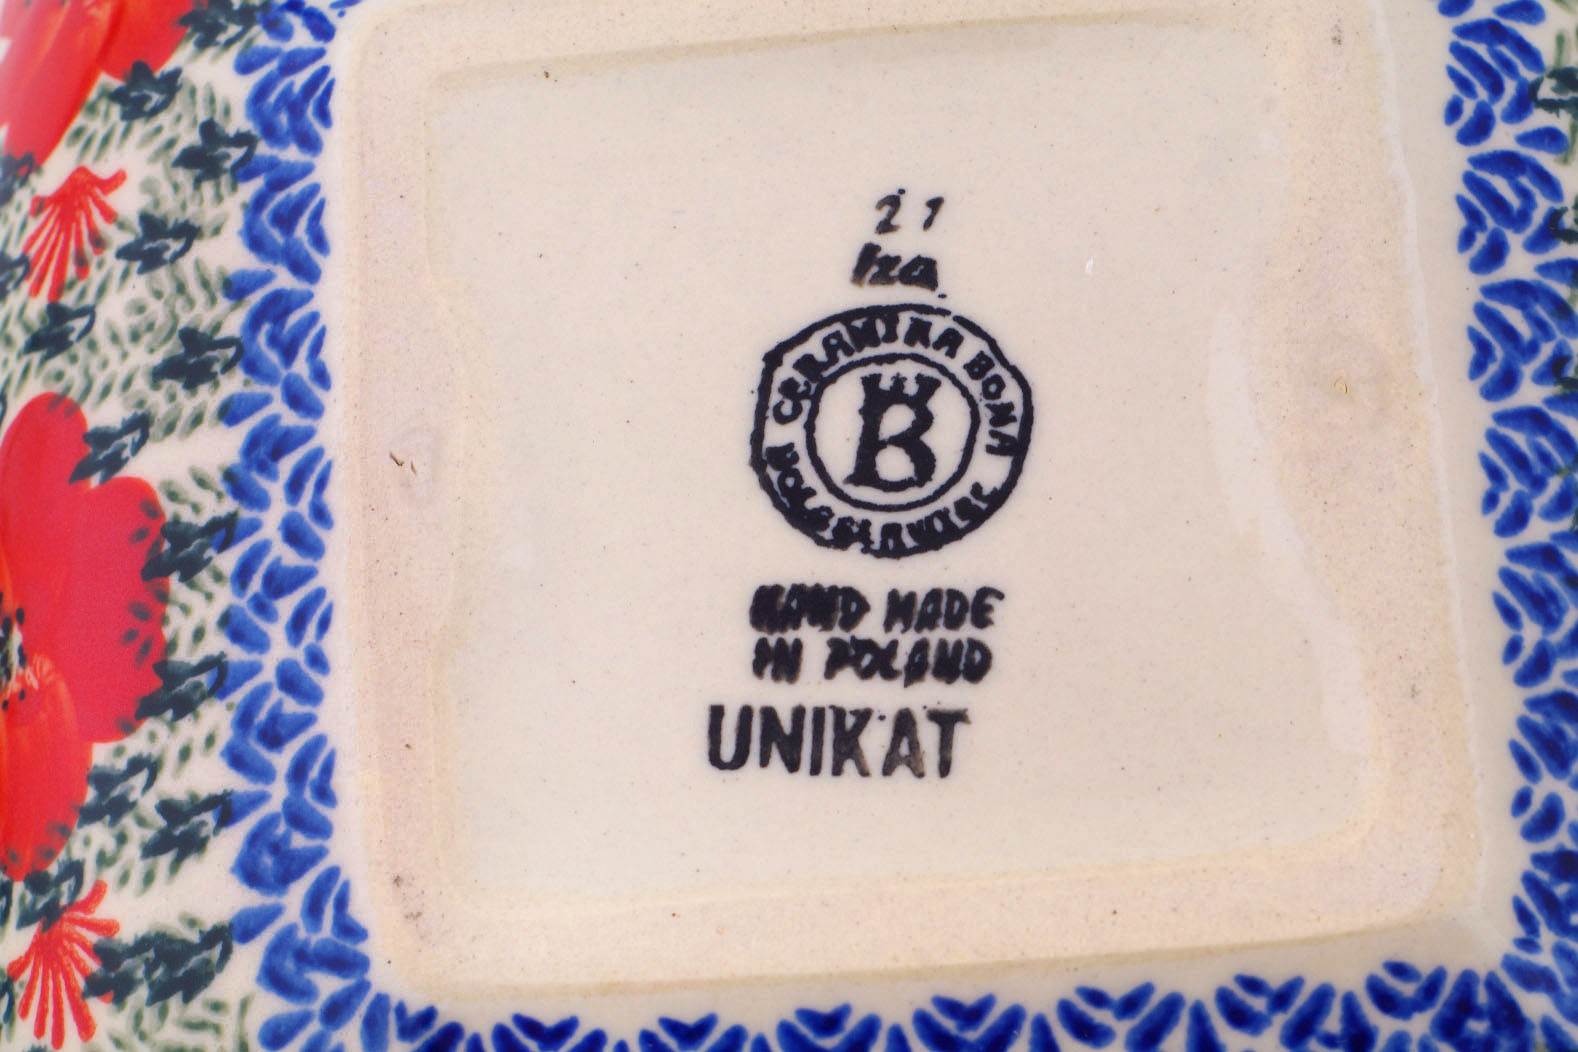 21
Iza
CERAMIKA BONA
BOLESŁAWIEC
B
HAND MADE
IN POLAND
UNIKAT